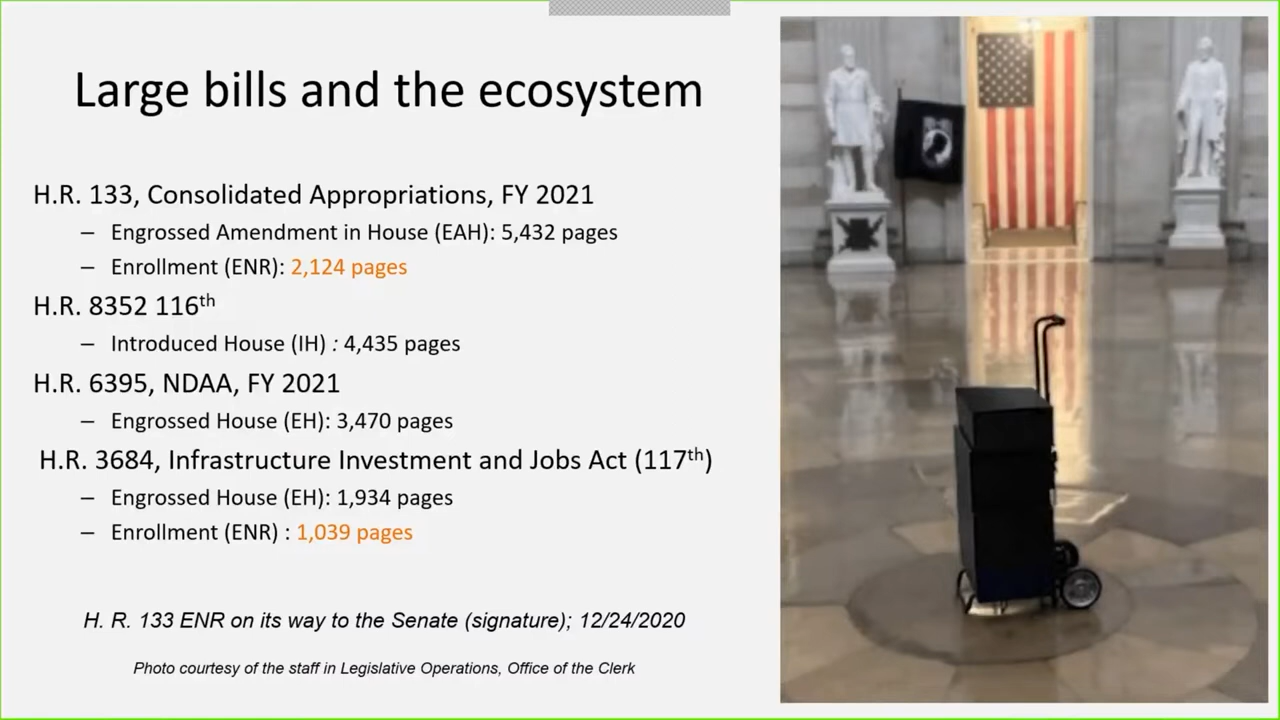 Large bills and the ecosystem
H.R. 133, Consolidated Appropriations, FY 2021
– Engrossed Amendment in House (EAH): 5,432 pages
– Enrollment (ENR): 2,124 pages
H.R. 8352 116th
– Introduced House (IH) : 4,435 pages
H.R. 6395, NDAA, FY 2021
– Engrossed House (EH): 3,470 pages
H.R. 3684, Infrastructure Investment and Jobs Act (117th)
– Engrossed House (EH): 1,934 pages
– Enrollment (ENR) : 1,039 pages
H. R. 133 ENR on its way to the Senate (signature); 12/24/2020
Photo courtesy of the staff in Legislative Operations, Office of the Clerk